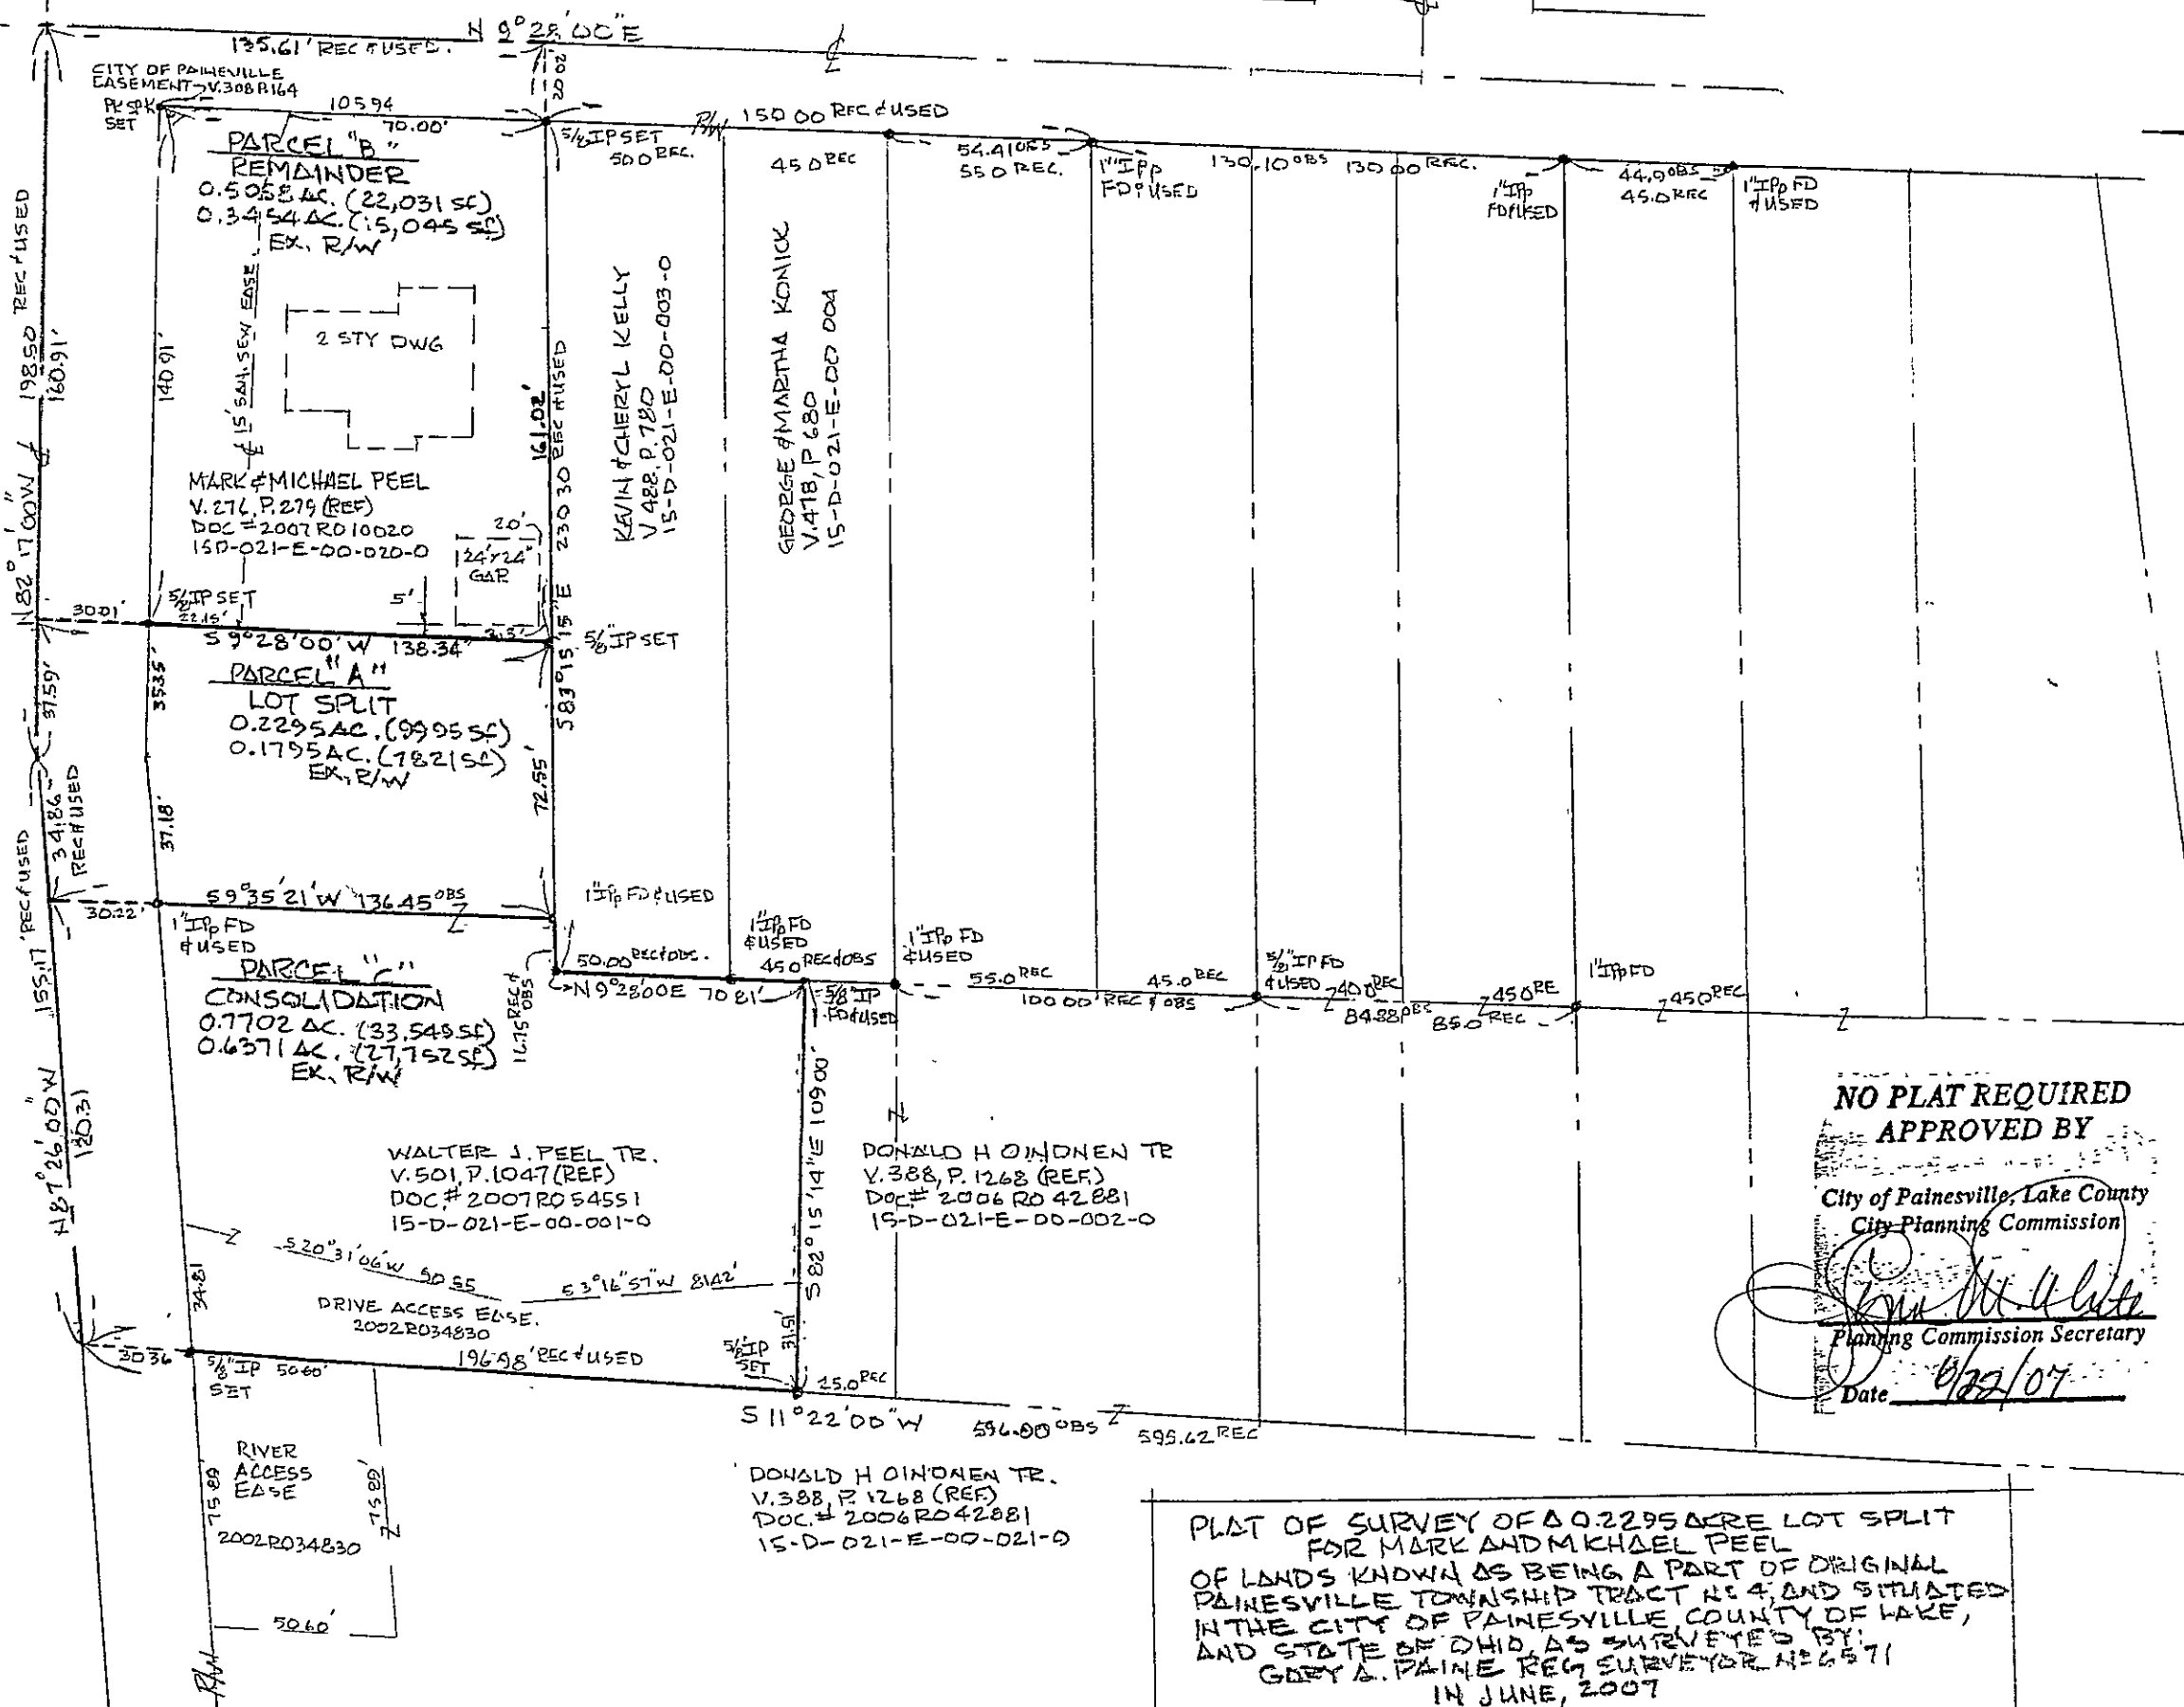 N 9°28'00"E
135.61' REC & USED.
CITY OF PAINEVILLE
EASEMENT V.308 P.164
PK SPK
SET
105.94
70.00'
20.02
PARCEL "B"
REMAINDER
0.5058 AC. (22,031 SF)
0.3454 AC. (15,045 SF)
EX. R/W
5/8" IP SET
50.0 REC.
R/W
150.00 REC & USED
45.0 REC
54.41 OBS
55.0 REC.
1" IPp
FD & USED
130.10 OBS 130.00 REC.
1" IPp
FD & USED
44.90 OBS
45.0 REC
1" IPp FD
& USED
198.50 REC & USED
160.91'
N 82°17'00"W
140.91'
℄ 15' SAN. SEW EASE.
2 STY DWG
MARK & MICHAEL PEEL
V. 276, P. 279 (REF)
DOC # 2007R010020
15D-021-E-00-020-0
20'
24'x24'
GAR
161.02'
S 83°15'15"E 230.30 REC & USED
KEVIN & CHERYL KELLY
V 488, P. 780
15-D-021-E-00-003-0
GEORGE & MARTHA KONICK
V. 478, P 680
15-D-021-E-00 004
30.01'
5/8" IP SET
22.15'
5'
3.3'
S 9°28'00"W 138.34'
5/8" IP SET
37.59'
35.35'
PARCEL "A"
LOT SPLIT
0.2295 AC. (9995 SF)
0.1795 AC. (7821 SF)
EX. R/W
72.55'
34.86
REC & USED
37.18'
155.17' REC & USED
30.22'
S 9°35'21"W 136.45 OBS
1" IPp FD & USED
1" IPp FD
& USED
PARCEL "C"
CONSOLIDATION
0.7702 AC. (33,549 SF)
0.6371 AC. (27,752 SF)
EX. R/W
16.75 REC & OBS
50.00 REC & OBS.
N 9°28'00E 70.81'
1" IPp FD
& USED
45.0 REC & OBS
5/8" IP
FD & USED
1" IPp FD
& USED
55.0 REC
45.0 REC
100.00' REC & OBS
5/8" IP FD
& USED
40.0 REC
84.88 OBS
85.0 REC
45.0 RE
1" IPp FD
45.0 REC
N 87°26'00"W
120.31
WALTER J. PEEL TR.
V. 501, P. 1047 (REF)
DOC # 2007R054551
15-D-021-E-00-001-0
S 82°15'14"E 109.00'
DONALD H OINONEN TR
V. 388, P. 1268 (REF)
DOC # 2006 R0 42881
15-D-021-E-00-002-0
S 20°31'06"W 90.55
S 3°16'57"W 81.42'
DRIVE ACCESS EASE.
2002R034830
34.81
31.51'
30.36
5/8" IP
SET
50.60'
196.98' REC & USED
5/8" IP
SET
25.0 REC
S 11°22'00"W
596.00 OBS
595.62 REC
RIVER
ACCESS
EASE
2002R034830
75.89'
75.89'
50.60'
R/W
DONALD H OINONEN TR.
V. 388, P. 1268 (REF)
DOC. # 2006R042881
15-D-021-E-00-021-0
NO PLAT REQUIRED
APPROVED BY
City of Painesville, Lake County
City Planning Commission
Planning Commission Secretary
Date 6/22/07
PLAT OF SURVEY OF A 0.2295 ACRE LOT SPLIT
FOR MARK AND MICHAEL PEEL
OF LANDS KNOWN AS BEING A PART OF ORIGINAL
PAINESVILLE TOWNSHIP TRACT No 4, AND SITUATED
IN THE CITY OF PAINESVILLE, COUNTY OF LAKE,
AND STATE OF OHIO, AS SURVEYED BY:
GARY A. PAINE REG SURVEYOR No 6571
IN JUNE, 2007